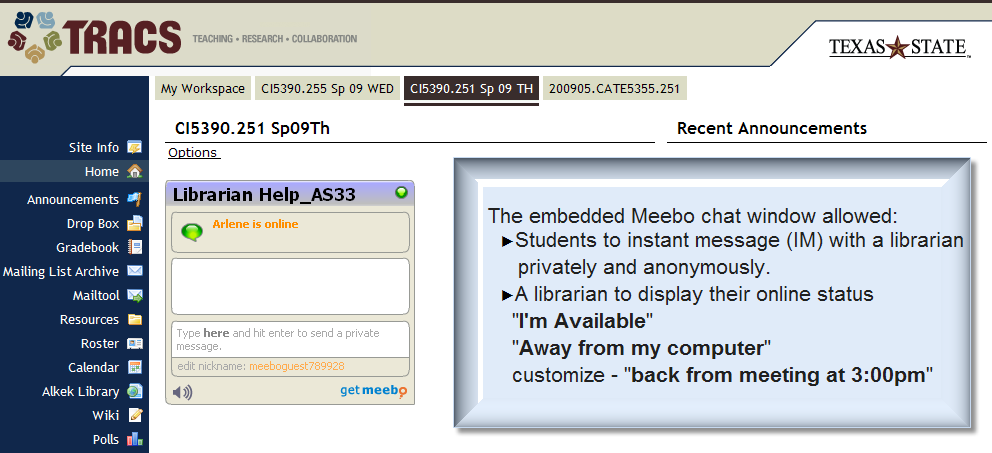 TRACS TEACHING • RESEARCH • COLLABORATION
TEXAS STATE
My Workspace CI5390.255 Sp 09 WED CI5390.251 Sp 09 TH 200905.CATE5355.251
Site Info
Home
Announcements
Drop Box
Gradebook
Mailing List Archive
Mailtool
Resources
Roster
Calendar
Alkek Library
Wiki
Polls
CI5390.251 Sp09Th
Options
Librarian Help_AS33
Arlene is online
Type here and hit enter to send a private
message.
edit nickname: meeboguest789928
get meebo
Recent Announcements
The embedded Meebo chat window allowed:
►Students to instant message (IM) with a librarian
privately and anonymously.
►A librarian to display their online status
"I'm Available"
"Away from my computer"
customize - "back from meeting at 3:00pm"